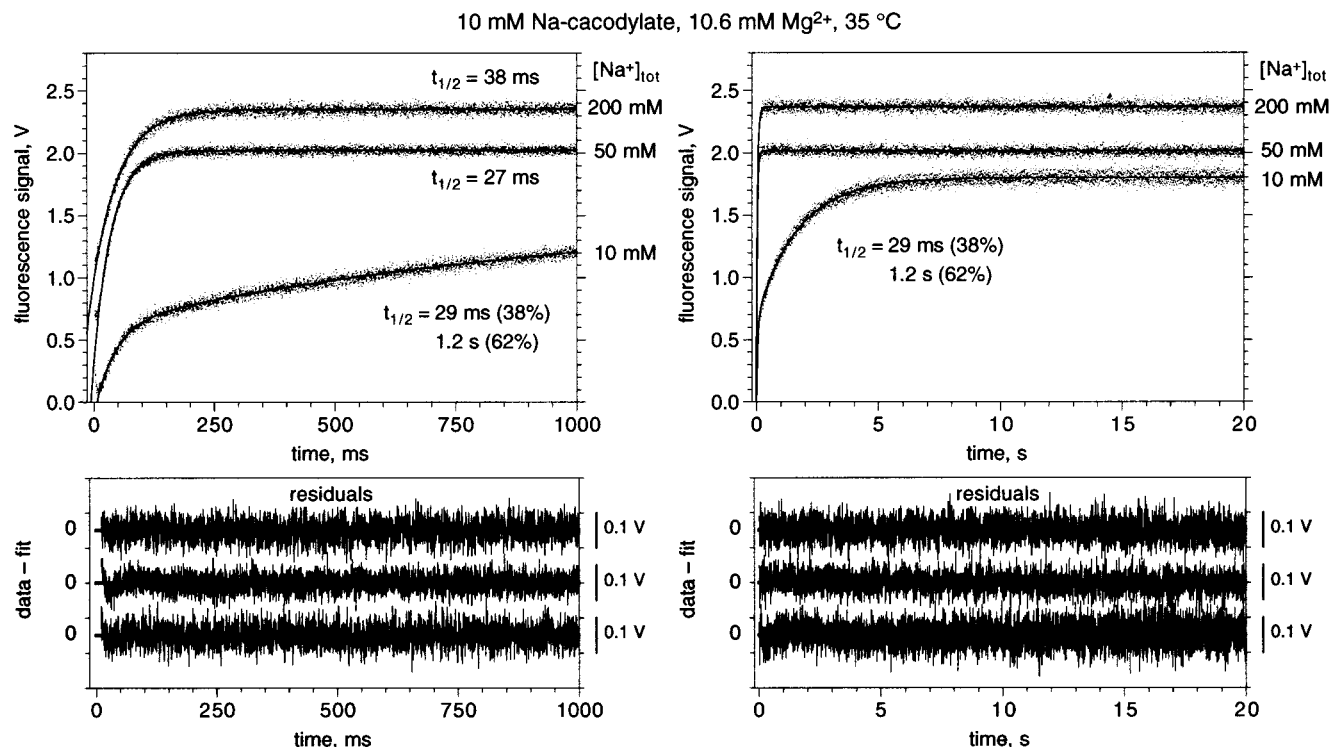 10 mM Na-cacodylate, 10.6 mM Mg²⁺, 35 °C
fluorescence signal, V
2.5
2.0
1.5
1.0
0.5
0.0
t₁/₂ = 38 ms
t₁/₂ = 27 ms
t₁/₂ = 29 ms (38%)
1.2 s (62%)
[Na⁺]tot
200 mM
50 mM
10 mM
0 250 500 750 1000
time, ms
fluorescence signal, V
2.5
2.0
1.5
1.0
0.5
0.0
t₁/₂ = 29 ms (38%)
1.2 s (62%)
[Na⁺]tot
200 mM
50 mM
10 mM
0 5 10 15 20
time, s
residuals
data – fit
0
0
0
0.1 V
0.1 V
0.1 V
0 250 500 750 1000
time, ms
residuals
data – fit
0
0
0
0.1 V
0.1 V
0.1 V
0 5 10 15 20
time, s